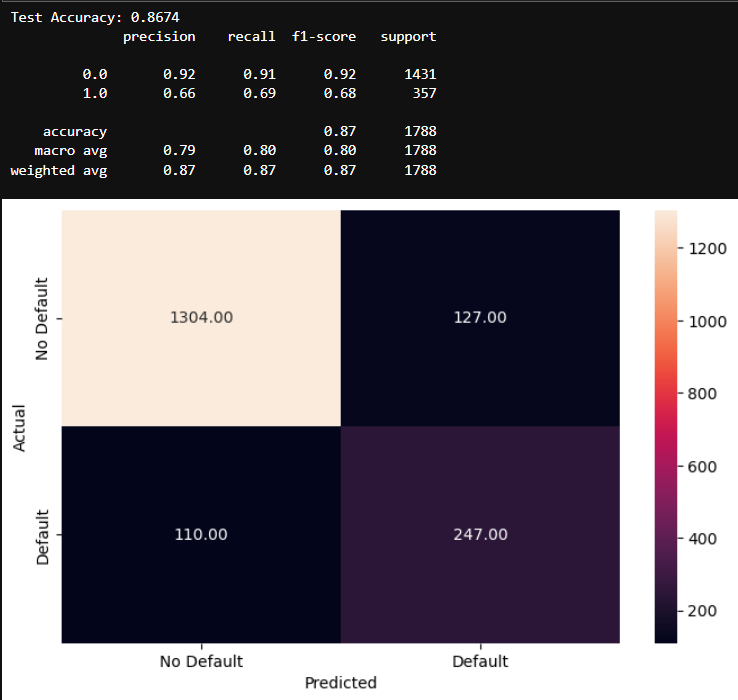 Test Accuracy: 0.8674
precision recall f1-score support
0.0 0.92 0.91 0.92 1431
1.0 0.66 0.69 0.68 357
accuracy 0.87 1788
macro avg 0.79 0.80 0.80 1788
weighted avg 0.87 0.87 0.87 1788
1200
1000
800
600
400
200
Actual
No Default
1304.00 127.00
Default
110.00 247.00
No Default Default
Predicted